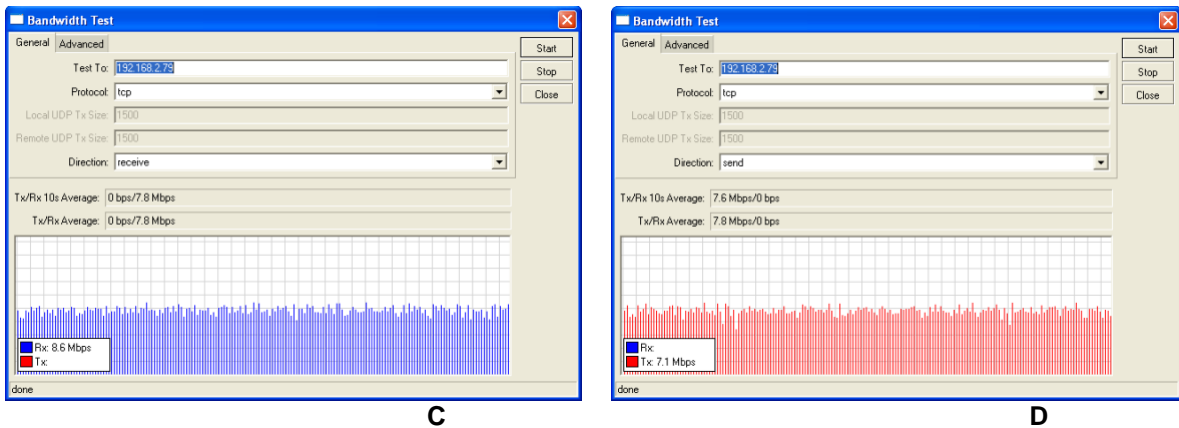 Bandwidth Test
General Advanced
Test To: 192.168.2.79
Protocol: tcp
Local UDP Tx Size: 1500
Remote UDP Tx Size: 1500
Direction: receive
Start
Stop
Close
Tx/Rx 10s Average: 0 bps/7.8 Mbps
Tx/Rx Average: 0 bps/7.8 Mbps
Rx: 8.6 Mbps
Tx:
done
C
Bandwidth Test
General Advanced
Test To: 192.168.2.79
Protocol: tcp
Local UDP Tx Size: 1500
Remote UDP Tx Size: 1500
Direction: send
Start
Stop
Close
Tx/Rx 10s Average: 7.6 Mbps/0 bps
Tx/Rx Average: 7.8 Mbps/0 bps
Rx:
Tx: 7.1 Mbps
done
D